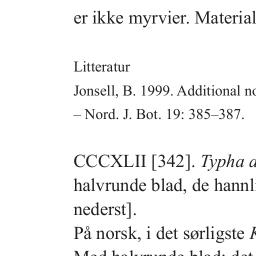 er ikke myrvier. Material
Litteratur
Jonsell, B. 1999. Additional no
– Nord. J. Bot. 19: 385–387.
CCCXLII [342]. Typha
halvrunde blad, de hannl
nederst].
På norsk, i det sørligste
Med halvrunde blad; det